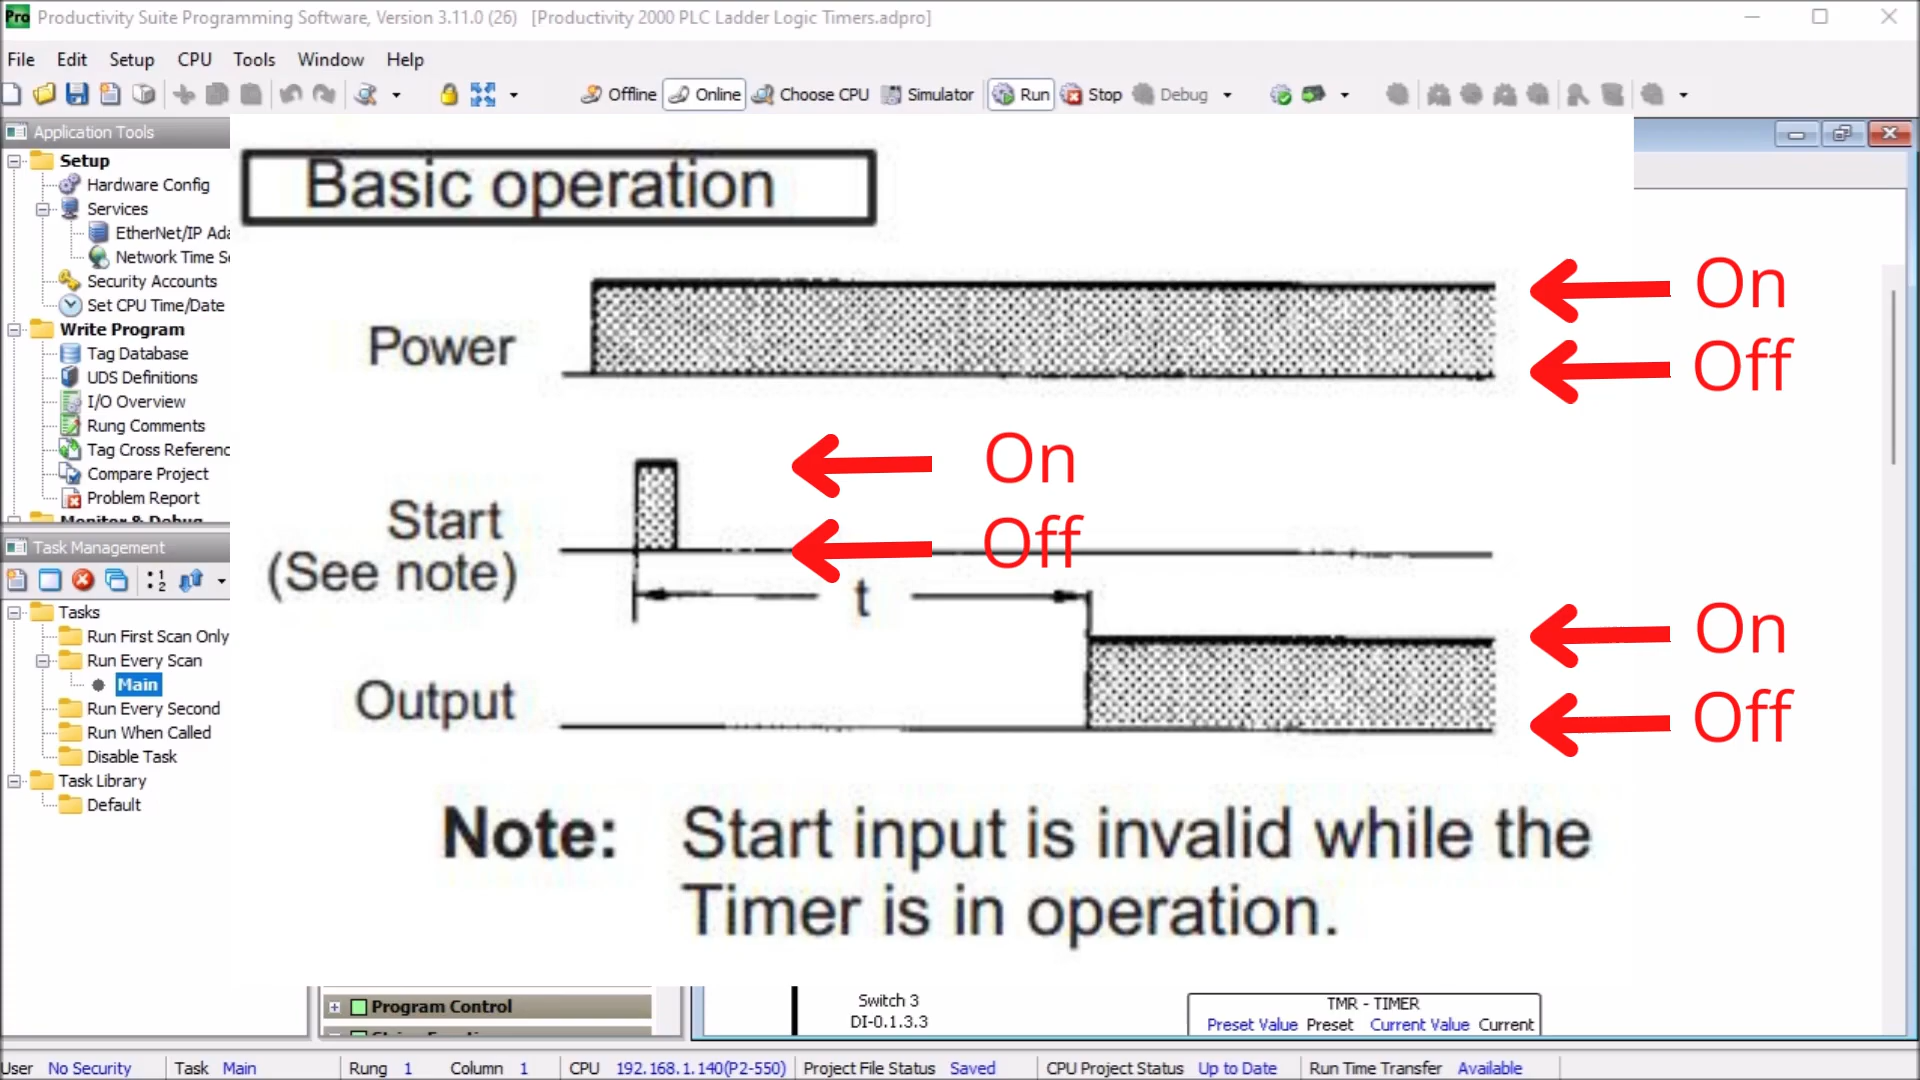 Pro Productivity Suite Programming Software, Version 3.11.0 (26) [Productivity 2000 PLC Ladder Logic Timers.adpro]
File Edit Setup CPU Tools Window Help
Offline Online Choose CPU Simulator Run Stop Debug
Application Tools
Setup
Hardware Config
Services
EtherNet/IP Ada
Network Time Se
Security Accounts
Set CPU Time/Date
Write Program
Tag Database
UDS Definitions
I/O Overview
Rung Comments
Tag Cross Referenc
Compare Project
Problem Report
Monitor & Debug
Task Management
Tasks
Run First Scan Only
Run Every Scan
Main
Run Every Second
Run When Called
Disable Task
Task Library
Default
Basic operation
Power
On
Off
Start
(See note)
On
Off
t
Output
On
Off
Note: Start input is invalid while the
Timer is in operation.
Program Control
Switch 3
DI-0.1.3.3
TMR - TIMER
Preset Value Preset Current Value Current
User No Security Task Main Rung 1 Column 1 CPU 192.168.1.140(P2-550) Project File Status Saved CPU Project Status Up to Date Run Time Transfer Available